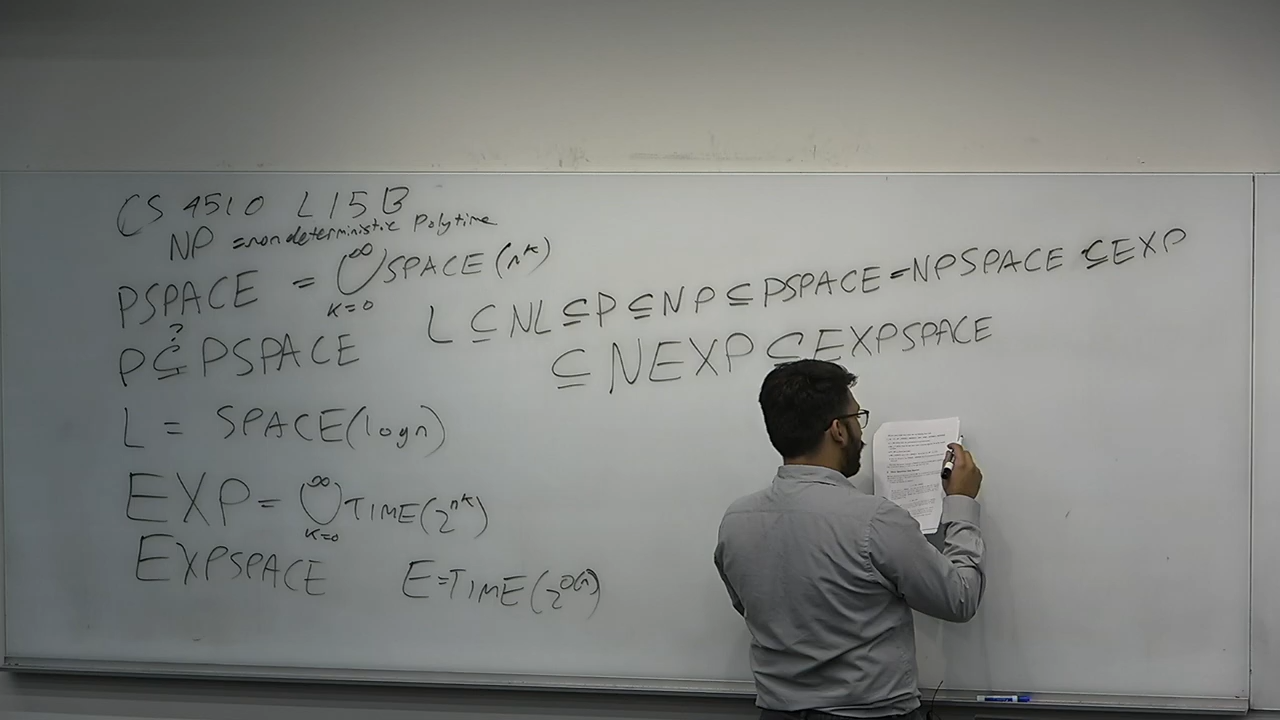 CS 4510 L15B
NP = nondeterministic Polytime
PSPACE = ∞ ⋃ K=0 SPACE(n^k)
P ⊆? PSPACE
L = SPACE(logn)
EXP = ∞ ⋃ K=0 TIME(2^n^k)
EXPSPACE E=TIME(2^O(n))
L ⊆ NL ⊆ P ⊆ NP ⊆ PSPACE = NPSPACE ⊆ EXP
⊆ NEXP ⊆ EXPSPACE